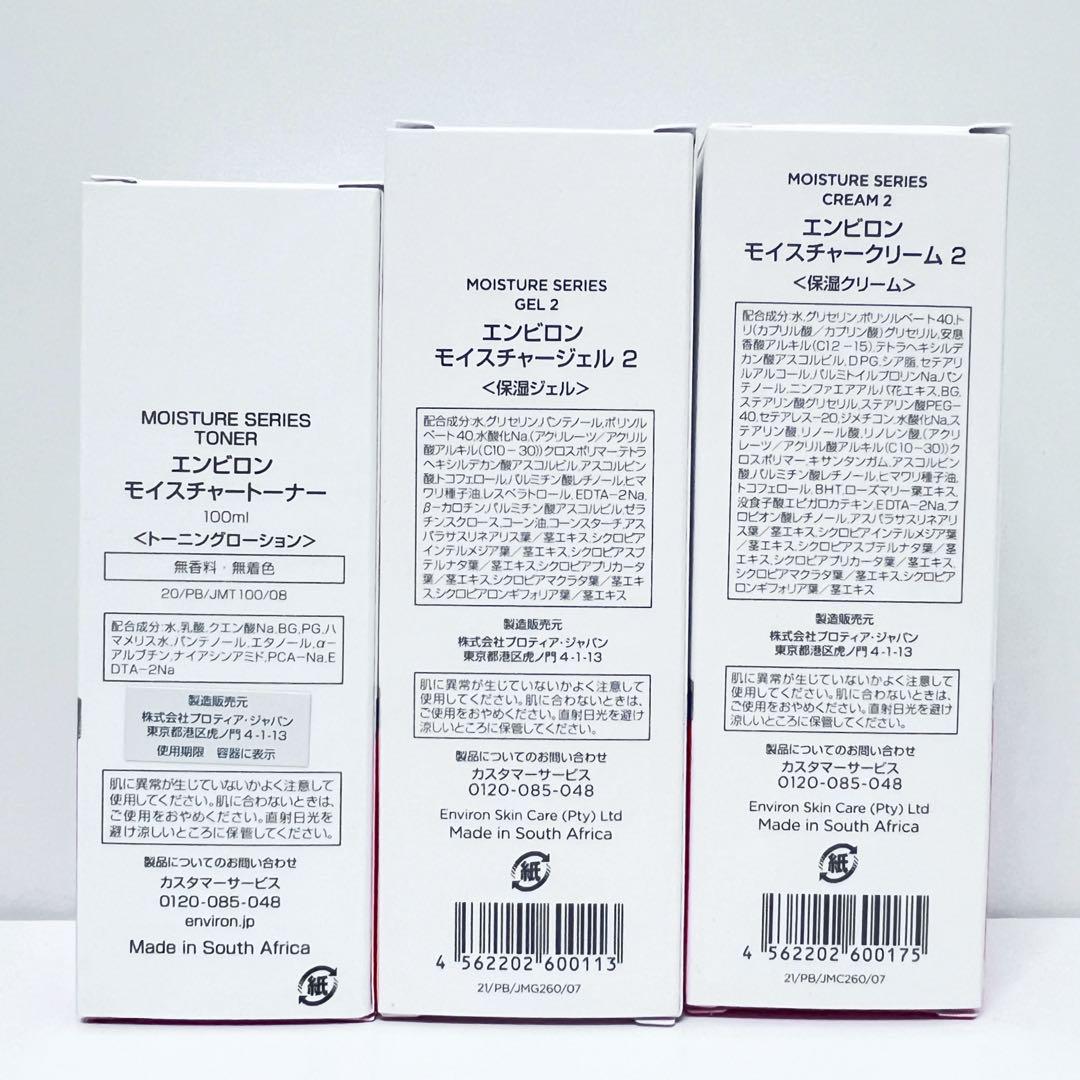 MOISTURE SERIES
TONER
エンビロン
モイスチャートーナー
100ml
<トーニングローション>
無香料・無着色
20/PB/JMT100/08
配合成分:水,乳酸,クエン酸Na,BG,PG,ハ
マメリス水,パンテノール,エタノール,α-
アルブチン,ナイアシンアミド,PCA-Na,E
DTA-2Na
製造販売元
株式会社プロティア・ジャパン
東京都港区虎ノ門4-1-13
使用期限 容器に表示
肌に異常が生じていないかよく注意して
使用してください。肌に合わないときは、
ご使用をおやめください。直射日光を
避け涼しいところに保管してください。
製品についてのお問い合わせ
カスタマーサービス
0120-085-048
environ.jp
Made in South Africa
紙
MOISTURE SERIES
GEL 2
エンビロン
モイスチャージェル 2
<保湿ジェル>
配合成分:水,グリセリン,パンテノール,ポリソル
ベート40,水酸化Na,(アクリレーツ/アクリル
酸アルキル(C10-30))クロスポリマー,テトラ
ヘキシルデカン酸アスコルビル,アスコルビン
酸,トコフェロール,パルミチン酸レチノール,ヒマ
ワリ種子油,レスベラトロール,EDTA-2Na,
β-カロチン,パルミチン酸アスコルビル,ゼラ
チン,スクロース,コーン油,コーンスターチ,アス
パラサスリネアリス葉/茎エキス,シクロピア
インテルメジア葉/茎エキス,シクロピアスブ
テルナタ葉/茎エキス,シクロピアプリカータ
葉/茎エキス,シクロピアマクラタ葉/茎エキ
ス,シクロピアロンギフォリア葉/茎エキス
製造販売元
株式会社プロティア・ジャパン
東京都港区虎ノ門4-1-13
肌に異常が生じていないかよく注意して
使用してください。肌に合わないときは、
ご使用をおやめください。直射日光を避け
涼しいところに保管してください。
製品についてのお問い合わせ
カスタマーサービス
0120-085-048
Environ Skin Care (Pty) Ltd
Made in South Africa
紙
4 562202 600113
21/PB/JMG260/07
MOISTURE SERIES
CREAM 2
エンビロン
モイスチャークリーム 2
<保湿クリーム>
配合成分:水,グリセリン,ポリソルベート40,ト
リ(カプリル酸/カプリン酸)グリセリル,安息
香酸アルキル(C12-15),テトラヘキシルデ
カン酸アスコルビル,DPG,シア脂,セテアリ
ルアルコール,パルミトイルプロリンNa,パン
テノール,ニンファエアアルバ花エキス,BG,
ステアリン酸グリセリル,ステアリン酸PEG-
40,セテアレス-20,ジメチコン,水酸化Na,ス
テアリン酸,リノール酸,リノレン酸,(アクリ
レーツ/アクリル酸アルキル(C10-30))ク
ロスポリマー,キサンタンガム,アスコルビン
酸,パルミチン酸レチノール,ヒマワリ種子油,
トコフェロール,BHT,ローズマリー葉エキス,
没食子酸エピガロカテキン,EDTA-2Na,プ
ロピオン酸レチノール,アスパラサスリネアリ
ス葉/茎エキス,シクロピアインテルメジア葉
/茎エキス,シクロピアスブテルナタ葉/茎エ
キス,シクロピアプリカータ葉/茎エキス,
シクロピアマクラタ葉/茎エキス,シクロピア
ロンギフォリア葉/茎エキス
製造販売元
株式会社プロティア・ジャパン
東京都港区虎ノ門4-1-13
肌に異常が生じていないかよく注意して
使用してください。肌に合わないときは、
ご使用をおやめください。直射日光を避け
涼しいところに保管してください。
製品についてのお問い合わせ
カスタマーサービス
0120-085-048
Environ Skin Care (Pty) Ltd
Made in South Africa
紙
4 562202 600175
21/PB/JMC260/07